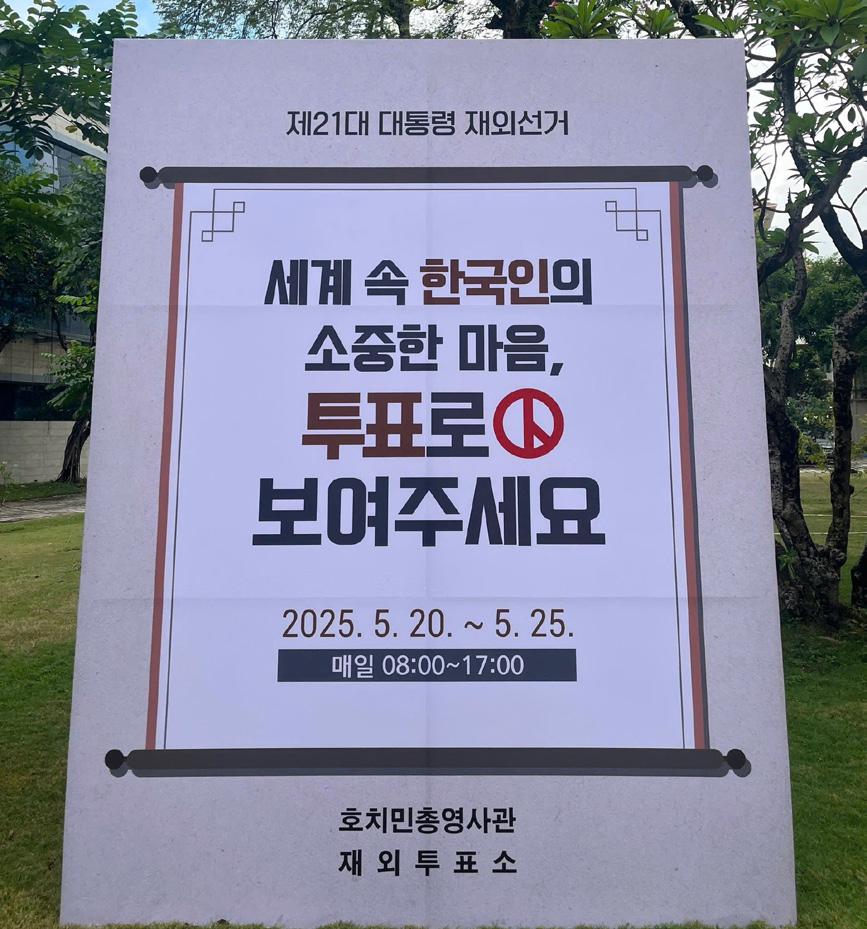 제21대 대통령 재외선거
세계 속 한국인의
소중한 마음,
투표로
보여주세요
2025. 5. 20. ~ 5. 25.
매일 08:00~17:00
호치민총영사관
재외투표소